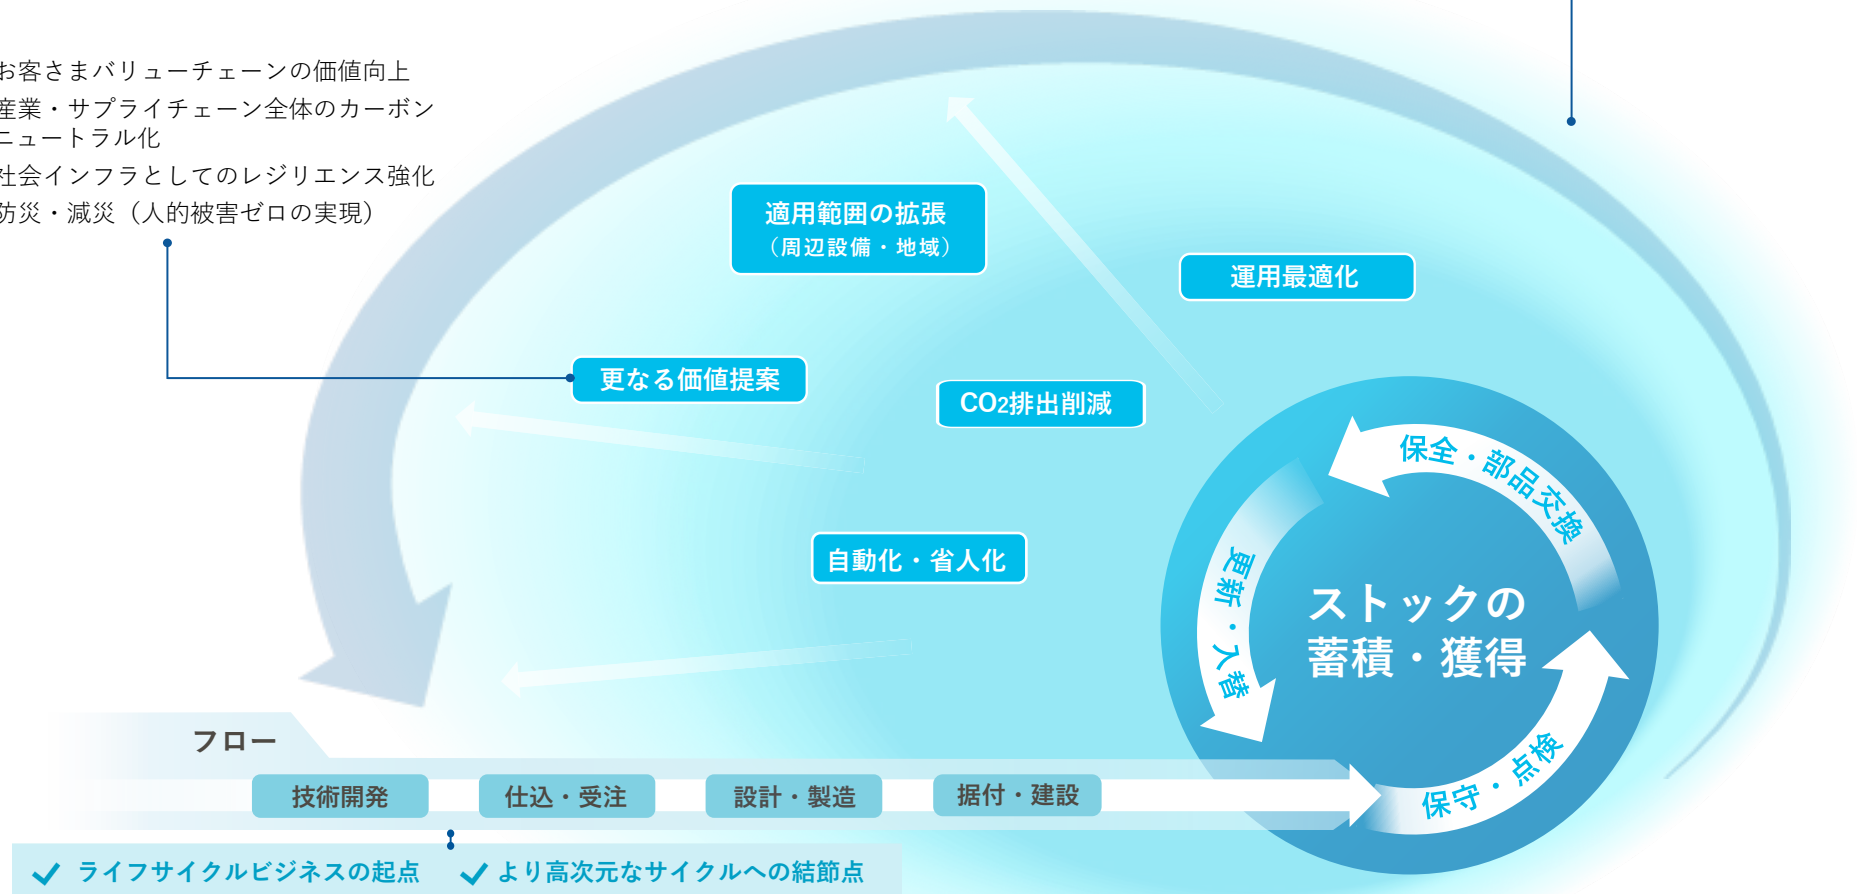 お客さまバリューチェーンの価値向上
産業・サプライチェーン全体のカーボン
ニュートラル化
社会インフラとしてのレジリエンス強化
防災・減災（人的被害ゼロの実現）
適用範囲の拡張
（周辺設備・地域）
運用最適化
更なる価値提案
CO2排出削減
自動化・省人化
保全・部品交換
更新・入替
ストックの
蓄積・獲得
保守・点検
フロー
技術開発
仕込・受注
設計・製造
据付・建設
ライフサイクルビジネスの起点
より高次元なサイクルへの結節点